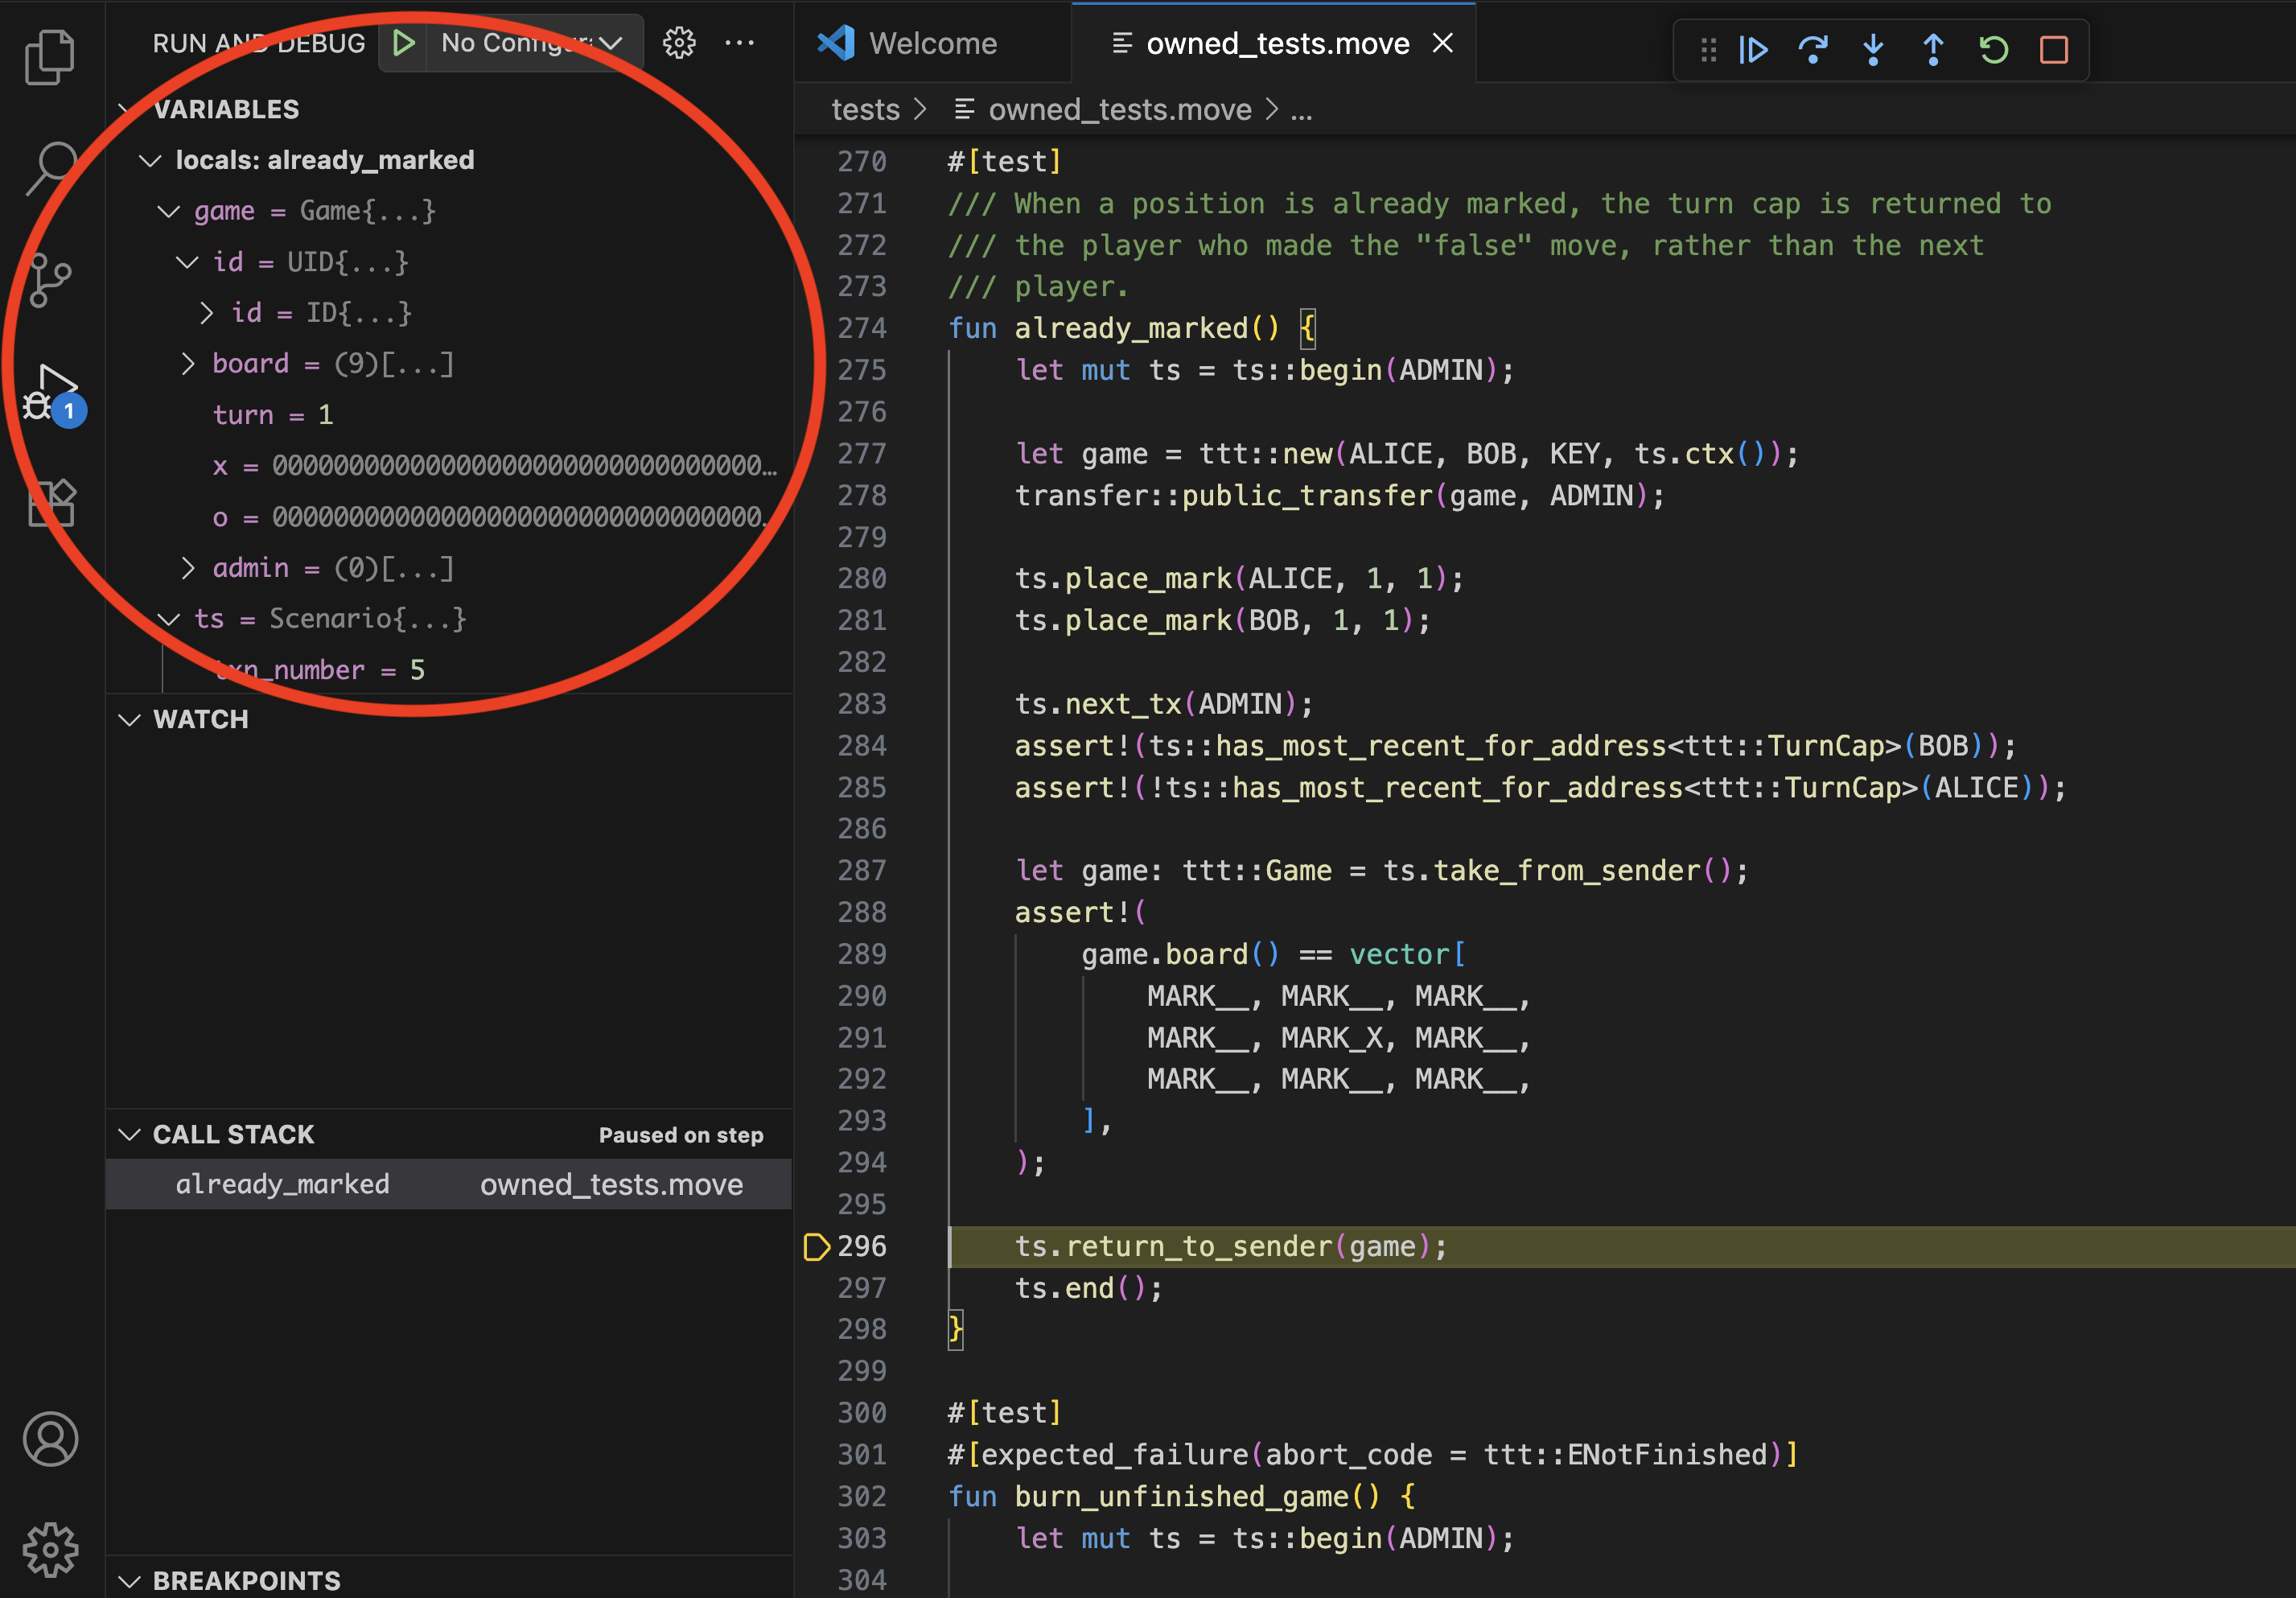 RUN AND DEBUG No Configur
VARIABLES
locals: already_marked
game = Game{...}
id = UID{...}
id = ID{...}
board = (9)[...]
turn = 1
x = 00000000000000000000000000000000…
o = 00000000000000000000000000000000…
admin = (0)[...]
ts = Scenario{...}
txn_number = 5
WATCH
CALL STACK Paused on step
already_marked owned_tests.move
BREAKPOINTS
1
Welcome owned_tests.move
tests > owned_tests.move > ...
270 #[test]
271 /// When a position is already marked, the turn cap is returned to
272 /// the player who made the "false" move, rather than the next
273 /// player.
274 fun already_marked() {
275 let mut ts = ts::begin(ADMIN);
276
277 let game = ttt::new(ALICE, BOB, KEY, ts.ctx());
278 transfer::public_transfer(game, ADMIN);
279
280 ts.place_mark(ALICE, 1, 1);
281 ts.place_mark(BOB, 1, 1);
282
283 ts.next_tx(ADMIN);
284 assert!(ts::has_most_recent_for_address<ttt::TurnCap>(BOB));
285 assert!(!ts::has_most_recent_for_address<ttt::TurnCap>(ALICE));
286
287 let game: ttt::Game = ts.take_from_sender();
288 assert!(
289 game.board() == vector[
290 MARK__, MARK__, MARK__,
291 MARK__, MARK_X, MARK__,
292 MARK__, MARK__, MARK__,
293 ],
294 );
295
296 ts.return_to_sender(game);
297 ts.end();
298 }
299
300 #[test]
301 #[expected_failure(abort_code = ttt::ENotFinished)]
302 fun burn_unfinished_game() {
303 let mut ts = ts::begin(ADMIN);
304